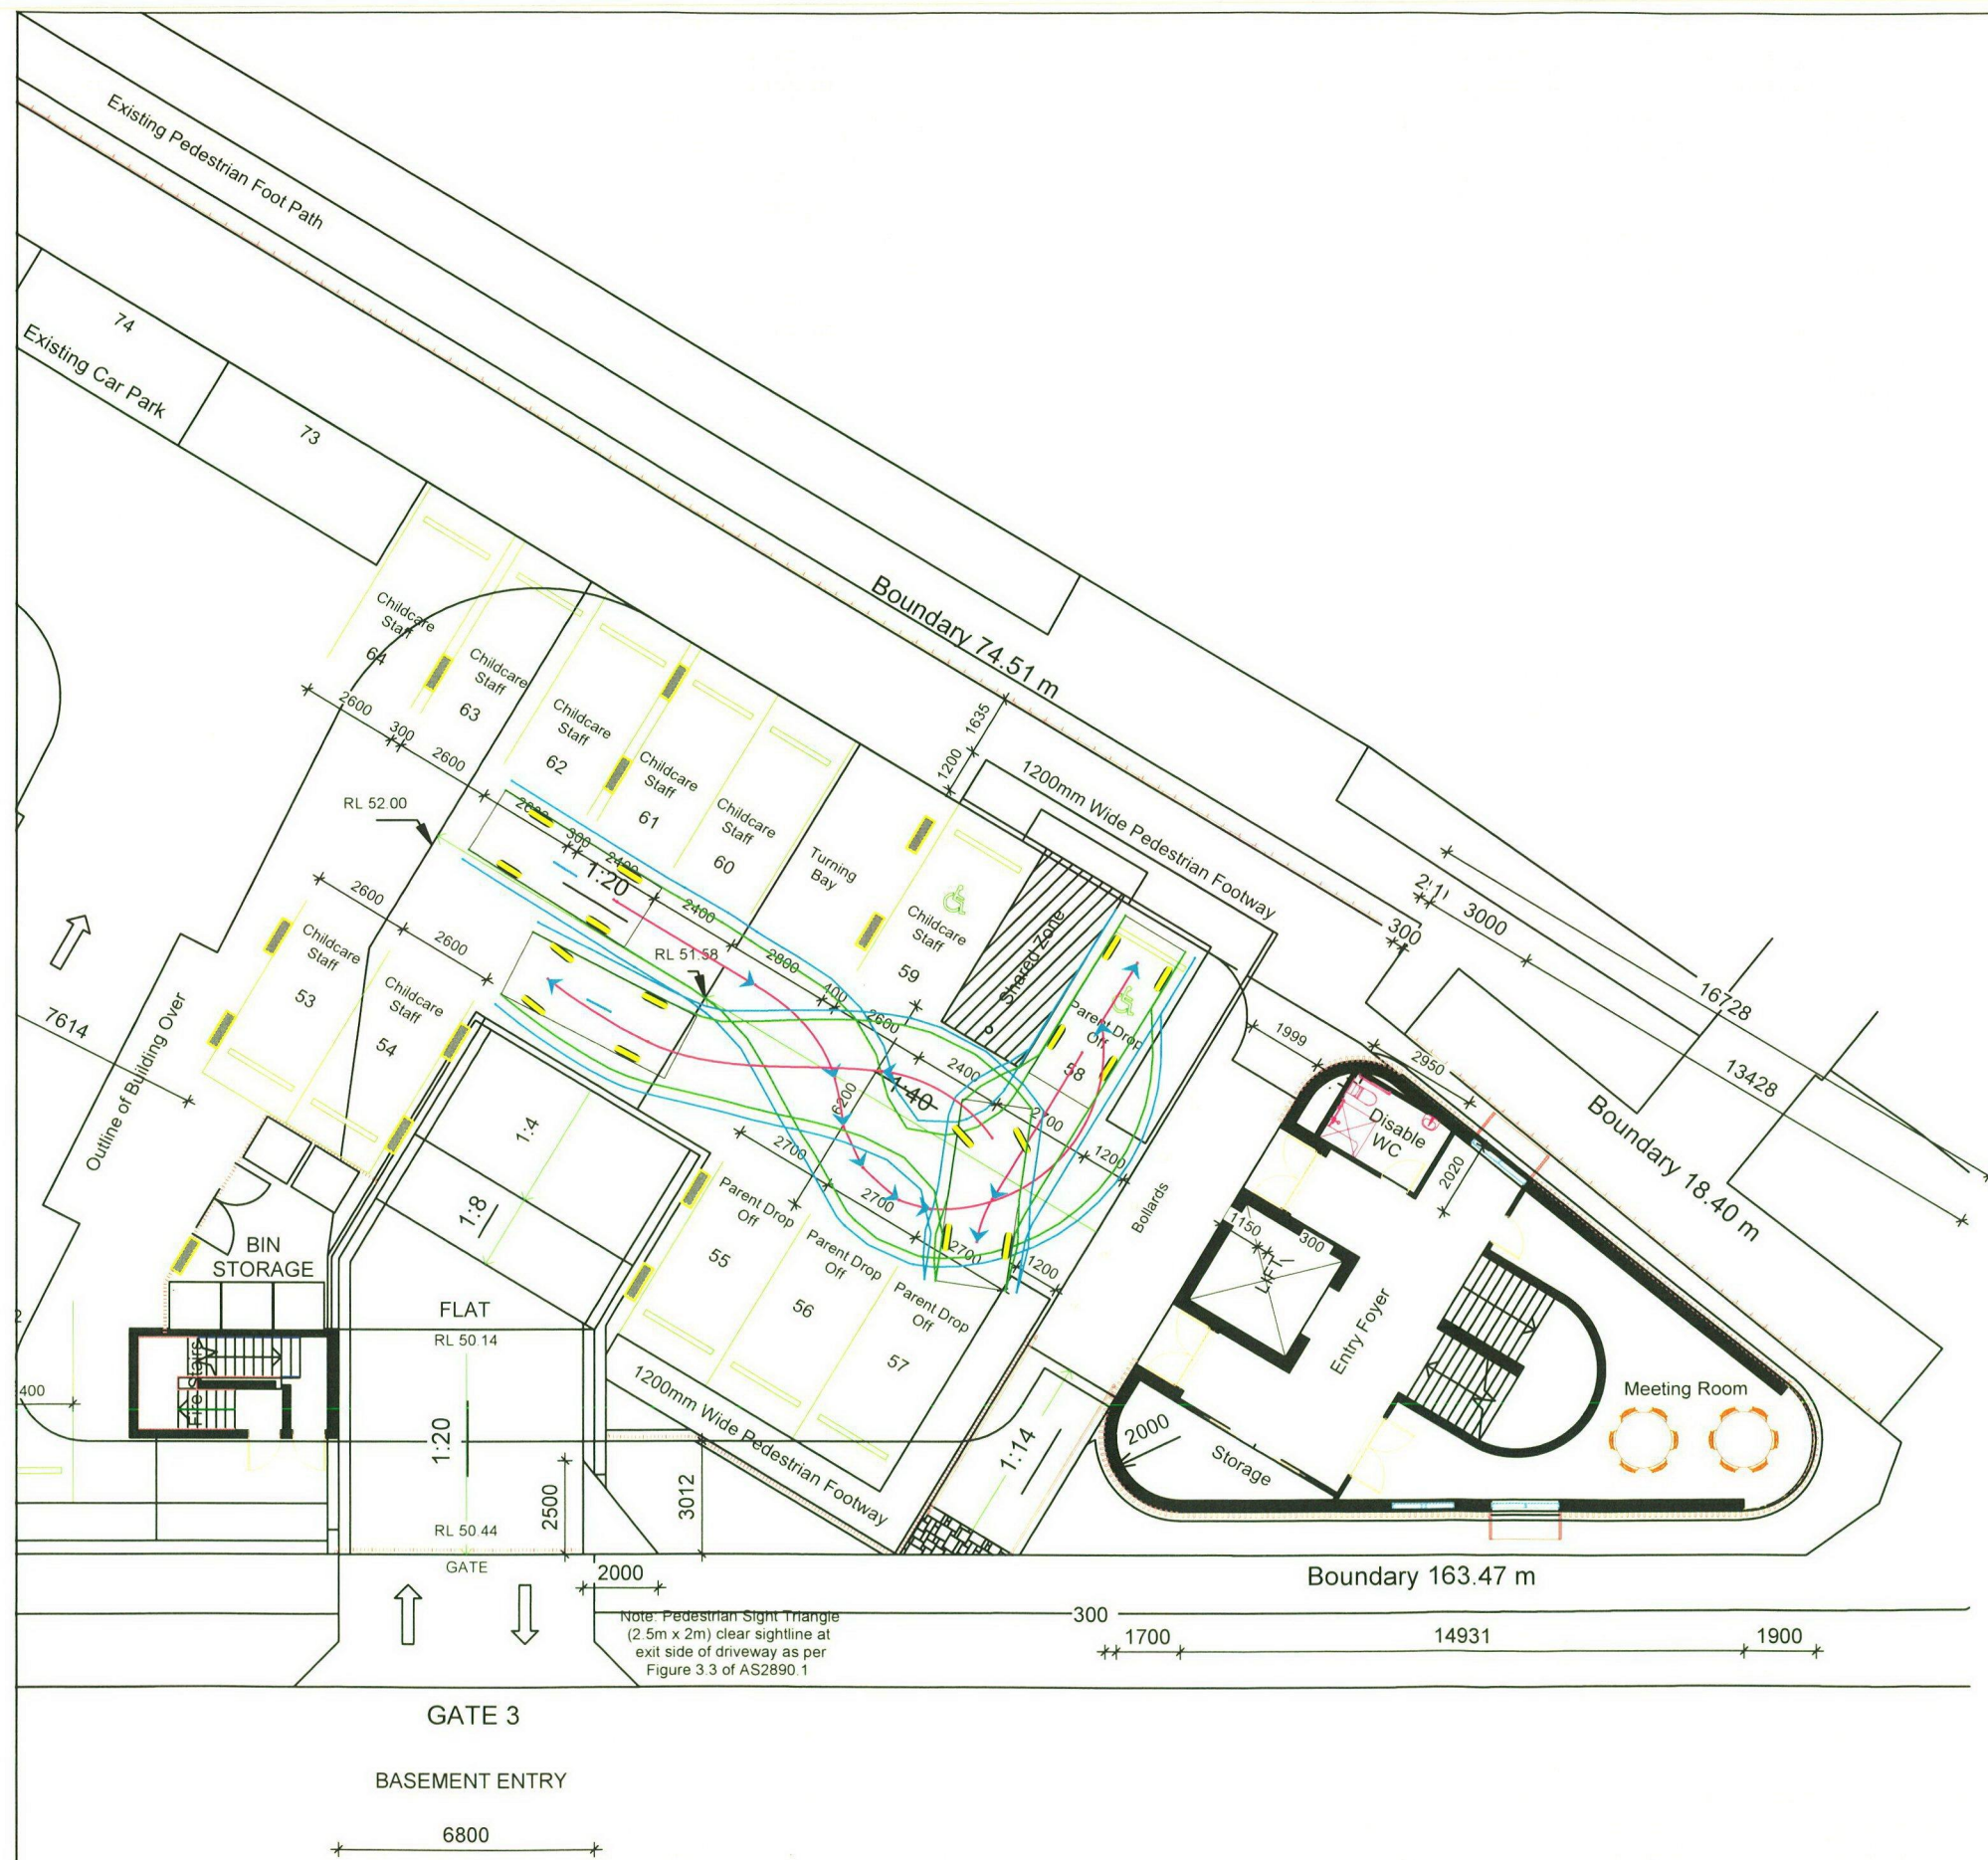 Existing Pedestrian Foot Path
74
Existing Car Park
73
Boundary 74.51 m
Childcare
Staff
64
Childcare
Staff
63
Childcare
Staff
62
Childcare
Staff
61
Childcare
Staff
60
Turning
Bay
Childcare
Staff
59
Shared Zone
Parent Drop
Off
58
1200mm Wide Pedestrian Footway
1635
1200
2600
300
2600
RL 52.00
2600
300
2400
1:20
2400
2800
400
2600
2400
2700
1200
RL 51.58
1:40
6200
2600
2600
Childcare
Staff
53
Childcare
Staff
54
7614
Outline of Building Over
2700
2700
2700
1200
Parent Drop
Off
55
Parent Drop
Off
56
Parent Drop
Off
57
Bollards
300
3000
16728
13428
1999
2950
Boundary 18.40 m
Disable
WC
2020
1150
300
LIFT
Entry Foyer
Meeting Room
Storage
2000
1:4
1:8
BIN
STORAGE
FLAT
RL 50.14
Fire stairs
400
1:20
2500
3012
1200mm Wide Pedestrian Footway
1:14
RL 50.44
GATE
2000
Note: Pedestrian Sight Triangle
(2.5m x 2m) clear sightline at
exit side of driveway as per
Figure 3.3 of AS2890.1
Boundary 163.47 m
300
1700
14931
1900
GATE 3
BASEMENT ENTRY
6800